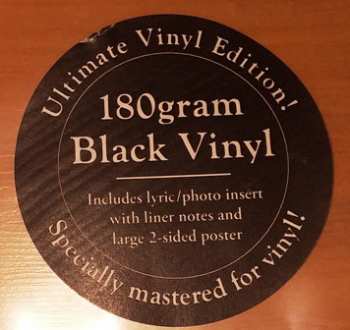 Ultimate Vinyl Edition!
180gram
Black Vinyl
Includes lyric/photo insert
with liner notes and
large 2-sided poster
Specially mastered for vinyl!